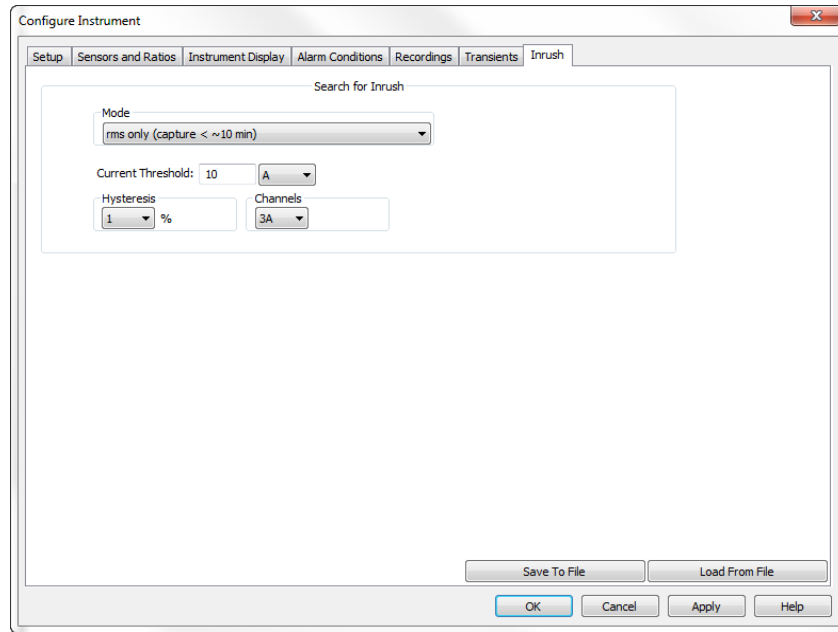 Configure Instrument
Setup Sensors and Ratios Instrument Display Alarm Conditions Recordings Transients Inrush
Search for Inrush
Mode
rms only (capture < ~10 min)
Current Threshold: 10 A
Hysteresis Channels
1 % 3A
Save To File Load From File
OK Cancel Apply Help